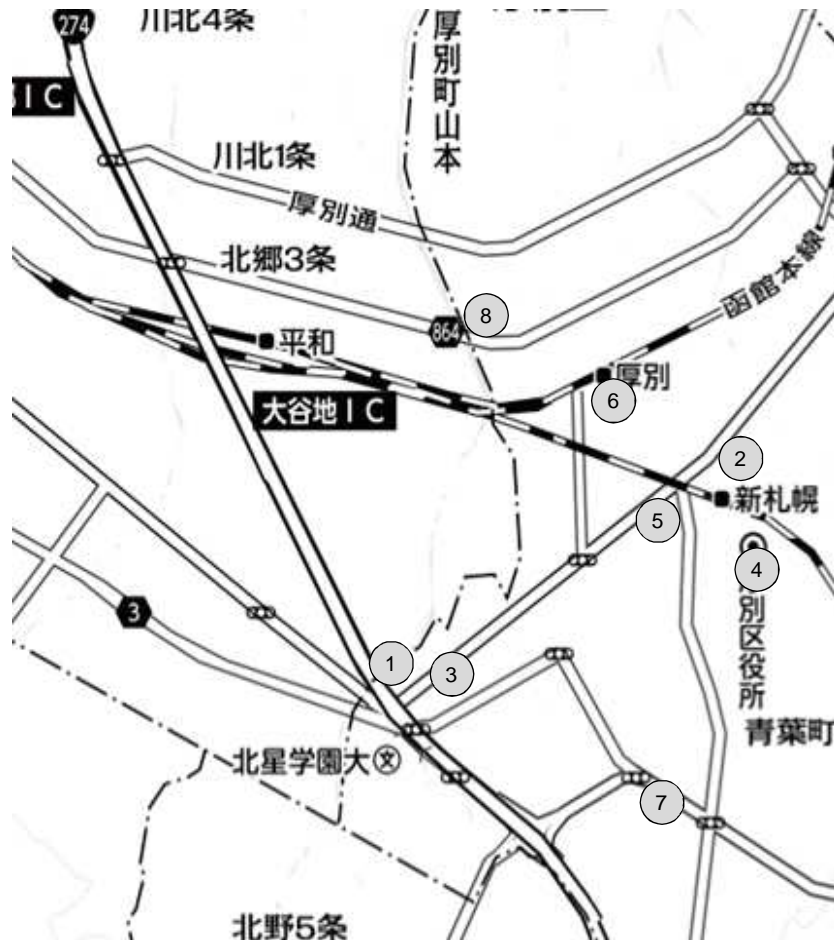 274
川北4条
厚別町山本
IC
川北1条
厚別通
北郷3条
函館本線
8
864
平和
厚別
大谷地IC
6
2
新札幌
5
3
4
別区役所
1
3
青葉町
北星学園大 文
7
北野5条